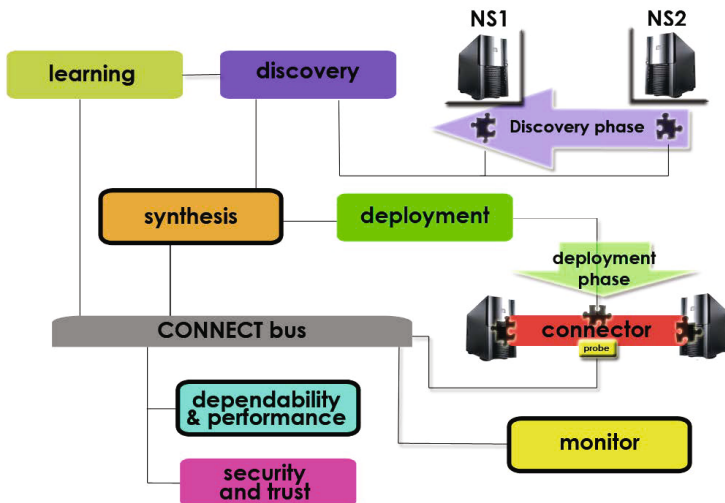 NS1
NS2
learning
discovery
Discovery phase
synthesis
deployment
deployment
phase
CONNECT bus
connector
probe
dependability
& performance
monitor
security
and trust